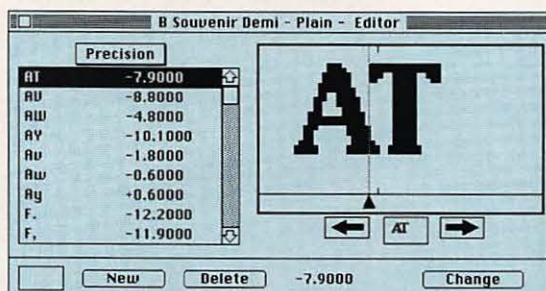 B Souvenir Demi - Plain - Editor
Precision
AT -7.9000
AV -8.8000
AW -4.8000
AY -10.1000
Av -1.8000
Aw -0.6000
Ay +0.6000
F. -12.2000
F, -11.9000
AT
AT
New Delete -7.9000 Change